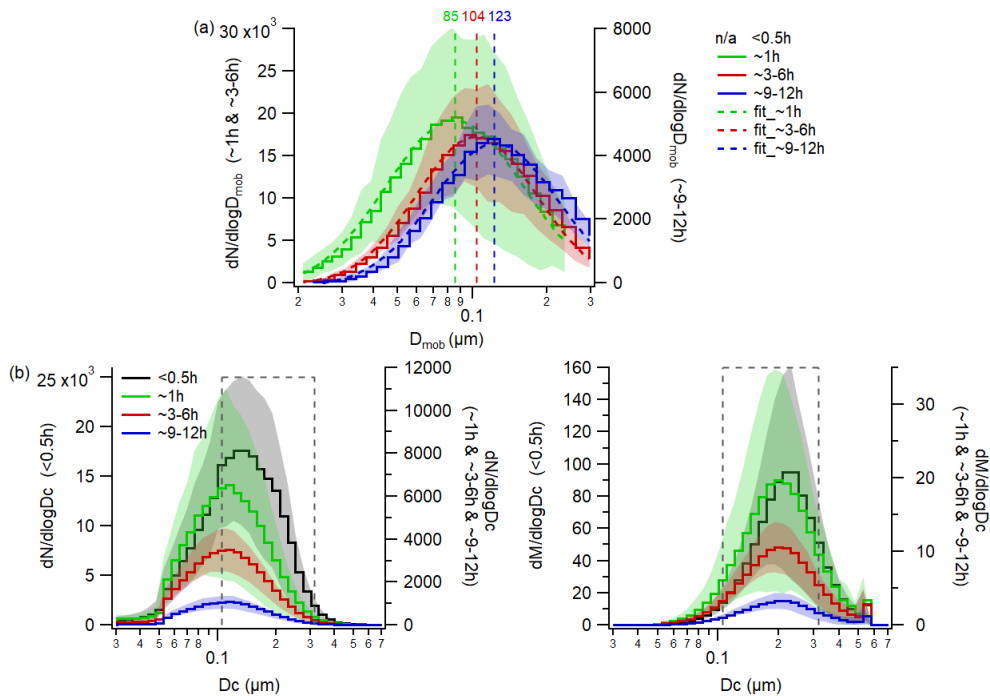 85 104 123
(a)
30 x10³
25
20
15
10
5
0
dN/dlogDmob (~1h & ~3-6h)
8000
6000
4000
2000
0
dN/dlogDmob (~9-12h)
2 3 4 5 6 7 8 9 0.1 2 3
Dmob (µm)
n/a <0.5h
~1h
~3-6h
~9-12h
fit_~1h
fit_~3-6h
fit_~9-12h
(b)
25 x10³
20
15
10
5
0
dN/dlogDc (<0.5h)
<0.5h
~1h
~3-6h
~9-12h
12000
10000
8000
6000
4000
2000
0
dN/dlogDc
(~1h & ~3-6h & ~9-12h)
3 4 5 6 7 0.1 2 3 4 5 6 7
Dc (µm)
160
140
120
100
80
60
40
20
0
dM/dlogDc (<0.5h)
30
20
10
0
dM/dlogDc
(~1h & ~3-6h & ~9-12h)
3 4 5 6 7 0.1 2 3 4 5 6 7
Dc (µm)